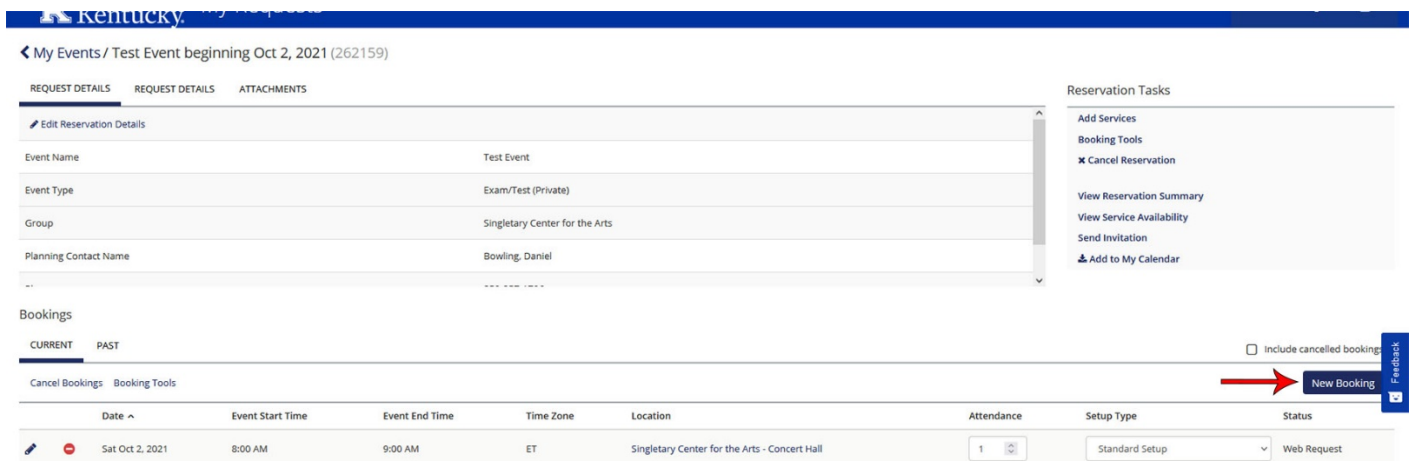 Kentucky. My Requests
My Events / Test Event beginning Oct 2, 2021 (262159)
REQUEST DETAILS REQUEST DETAILS ATTACHMENTS
Edit Reservation Details
Event Name Test Event
Event Type Exam/Test (Private)
Group Singletary Center for the Arts
Planning Contact Name Bowling, Daniel
Reservation Tasks
Add Services
Booking Tools
Cancel Reservation
View Reservation Summary
View Service Availability
Send Invitation
Add to My Calendar
Bookings
CURRENT PAST
Include cancelled bookings
Feedback
Cancel Bookings Booking Tools
New Booking
Date Event Start Time Event End Time Time Zone Location Attendance Setup Type Status
Sat Oct 2, 2021 8:00 AM 9:00 AM ET Singletary Center for the Arts - Concert Hall 1 Standard Setup Web Request